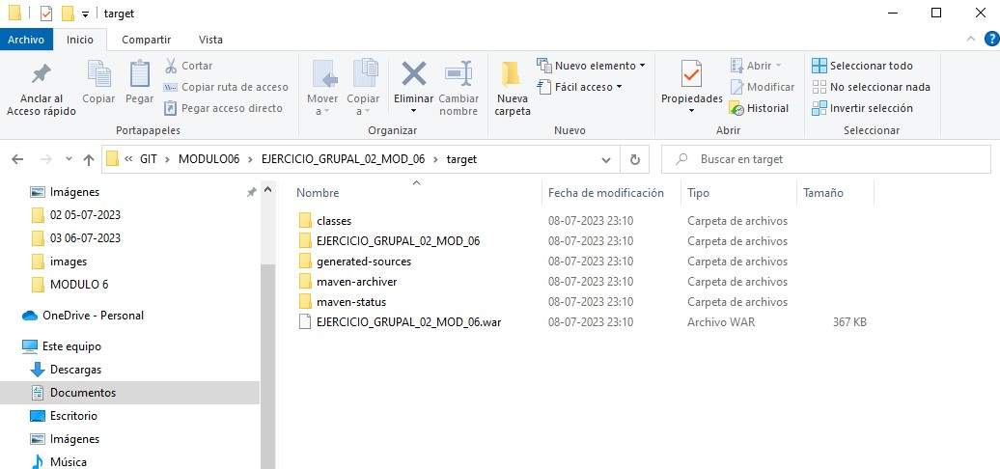 target
Archivo Inicio Compartir Vista
Anclar al Acceso rápido
Copiar
Pegar
Cortar
Copiar ruta de acceso
Pegar acceso directo
Portapapeles
Mover a
Copiar a
Eliminar
Cambiar nombre
Organizar
Nueva carpeta
Nuevo elemento
Fácil acceso
Nuevo
Propiedades
Abrir
Modificar
Historial
Abrir
Seleccionar todo
No seleccionar nada
Invertir selección
Seleccionar
« GIT > MODULO06 > EJERCICIO_GRUPAL_02_MOD_06 > target
Buscar en target
Imágenes
02 05-07-2023
03 06-07-2023
images
MODULO 6
OneDrive - Personal
Este equipo
Descargas
Documentos
Escritorio
Imágenes
Música
Nombre Fecha de modificación Tipo Tamaño
classes 08-07-2023 23:10 Carpeta de archivos
EJERCICIO_GRUPAL_02_MOD_06 08-07-2023 23:10 Carpeta de archivos
generated-sources 08-07-2023 23:10 Carpeta de archivos
maven-archiver 08-07-2023 23:10 Carpeta de archivos
maven-status 08-07-2023 23:10 Carpeta de archivos
EJERCICIO_GRUPAL_02_MOD_06.war 08-07-2023 23:10 Archivo WAR 367 KB